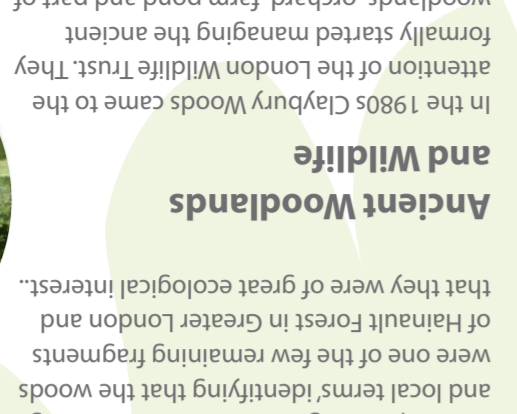 and local terms, identifying that the woods
were one of the few remaining fragments
of Hainault Forest in Greater London and
that they were of great ecological interest..
Ancient Woodlands
and Wildlife
In the 1980s Claybury Woods came to the
attention of the London Wildlife Trust. They
formally started managing the ancient
woodlands, orchard, farm pond and part of